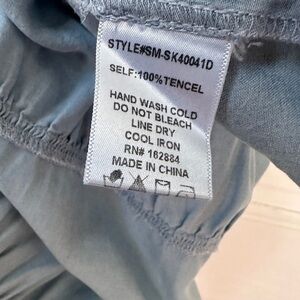 STYLE#SM-SK40041D
SELF:100%TENCEL
HAND WASH COLD
DO NOT BLEACH
LINE DRY
COOL IRON
RN# 162884
MADE IN CHINA